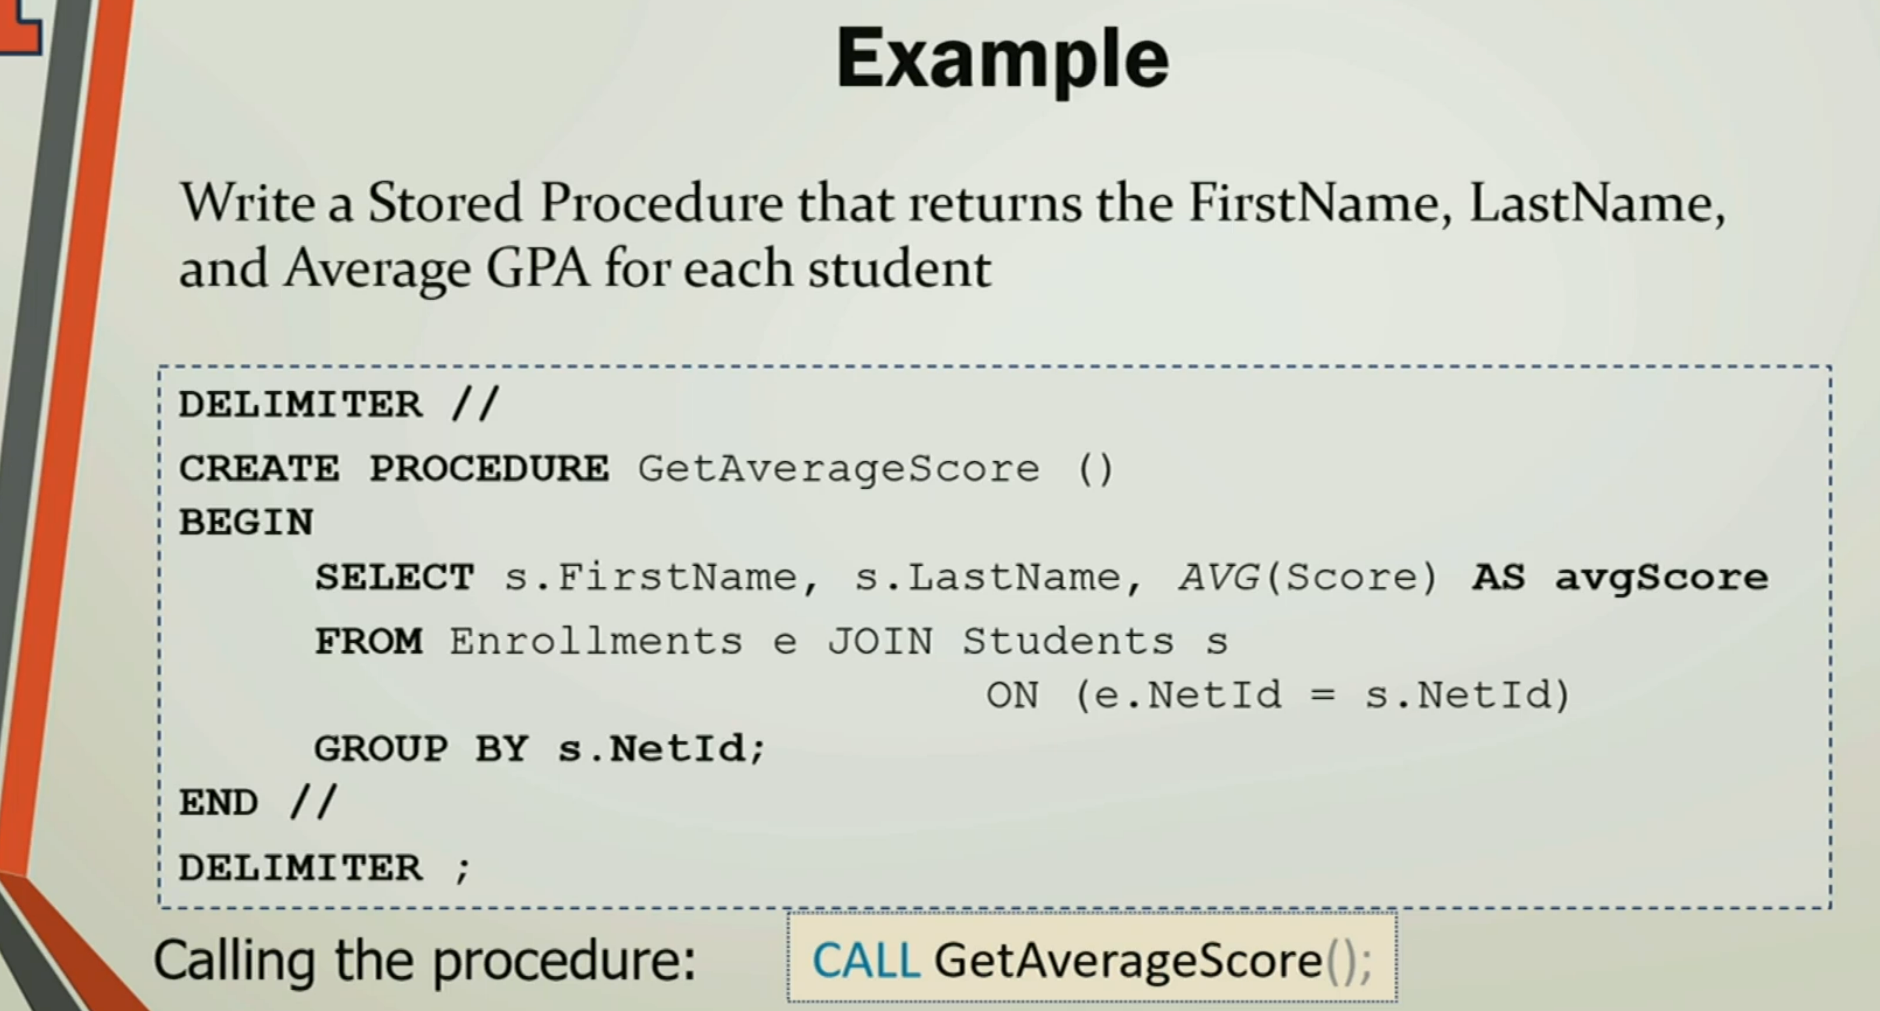 Example
Write a Stored Procedure that returns the FirstName, LastName,
and Average GPA for each student
DELIMITER //
CREATE PROCEDURE GetAverageScore ()
BEGIN
SELECT s.FirstName, s.LastName, AVG(Score) AS avgScore
FROM Enrollments e JOIN Students s
ON (e.NetId = s.NetId)
GROUP BY s.NetId;
END //
DELIMITER ;
Calling the procedure: CALL GetAverageScore();